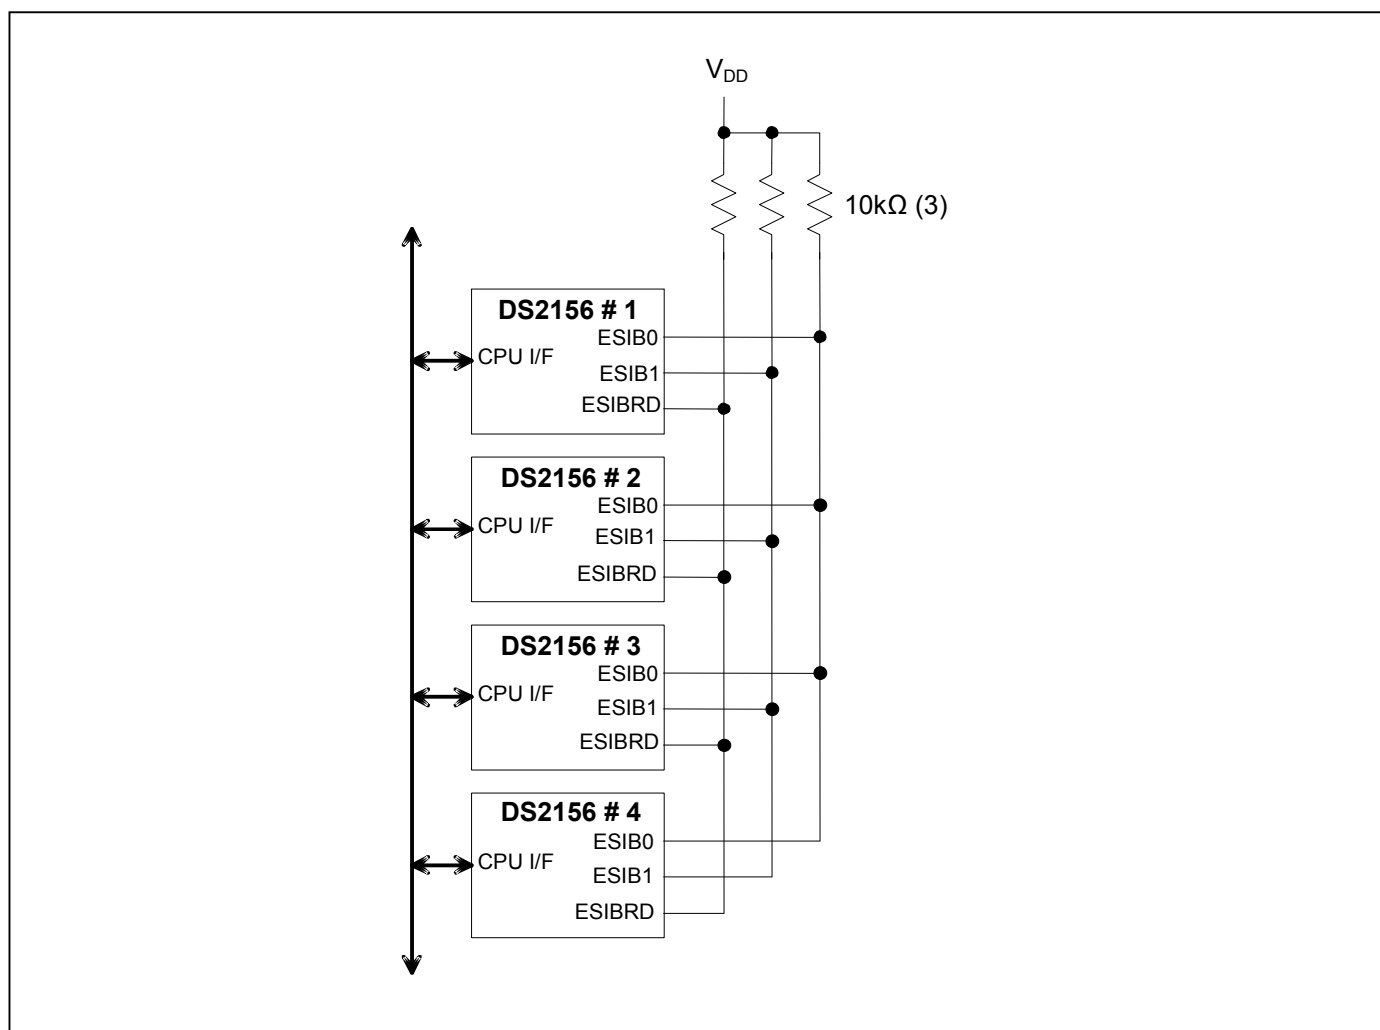 VDD
10kΩ (3)
DS2156 # 1
ESIB0
CPU I/F
ESIB1
ESIBRD
DS2156 # 2
ESIB0
CPU I/F
ESIB1
ESIBRD
DS2156 # 3
ESIB0
CPU I/F
ESIB1
ESIBRD
DS2156 # 4
ESIB0
CPU I/F
ESIB1
ESIBRD